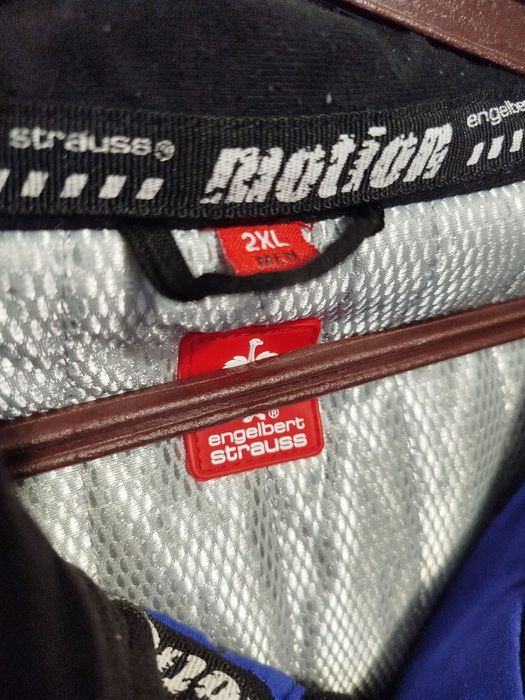 strauss®
motion
engelbert
2XL
®
engelbert
strauss